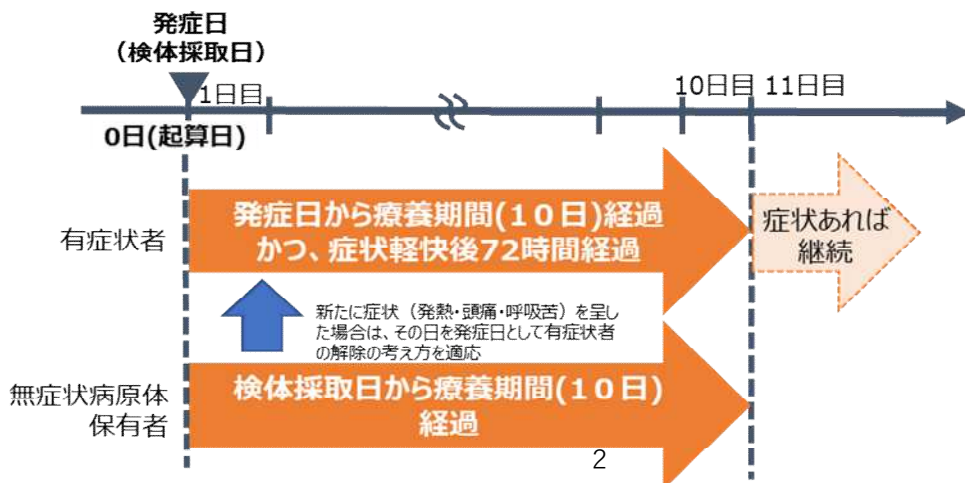 発症日
（検体採取日）
1日目
10日目
11日目
0日(起算日)
有症状者
発症日から療養期間(１０日)経過
かつ、症状軽快後72時間経過
症状あれば
継続
新たに症状（発熱・頭痛・呼吸苦）を呈し
た場合は、その日を発症日として有症状者
の解除の考え方を適応
無症状病原体
保有者
検体採取日から療養期間(１０日)
経過
2